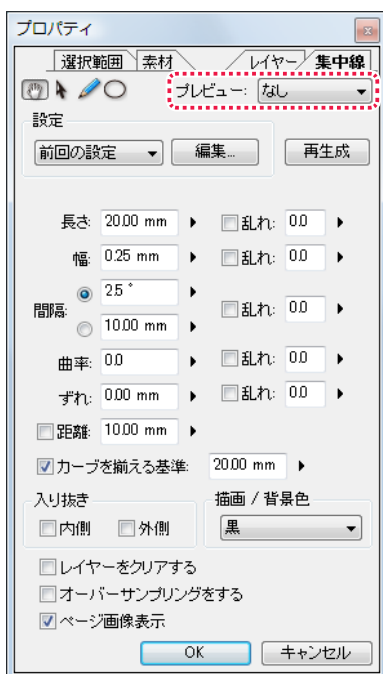 プロパティ
選択範囲 素材 レイヤー 集中線
プレビュー: なし
設定
前回の設定 編集... 再生成
長さ: 20.00 mm 乱れ: 0.0
幅: 0.25 mm 乱れ: 0.0
間隔: 2.5 ° 乱れ: 0.0
10.00 mm
曲率: 0.0 乱れ: 0.0
ずれ: 0.00 mm 乱れ: 0.0
距離: 10.00 mm
カーブを揃える基準: 20.00 mm
入り抜き 描画 / 背景色
内側 外側 黒
レイヤーをクリアする
オーバーサンプリングをする
ページ画像表示
OK キャンセル